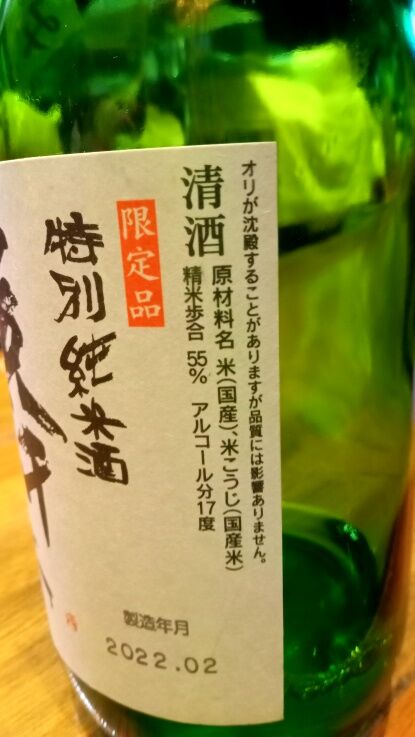 オリが沈殿することがありますが品質には影響ありません。
清酒
原材料名 米(国産)、米こうじ(国産米)
精米歩合 55% アルコール分17度
限定品
特別純米酒
製造年月
2022.02